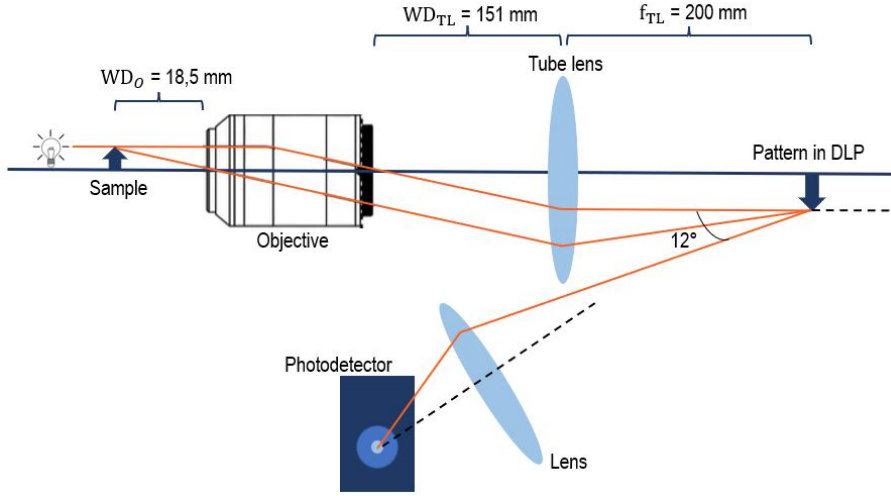 WD_TL = 151 mm
f_TL = 200 mm
WD_O = 18,5 mm
Tube lens
Pattern in DLP
Sample
Objective
12°
Photodetector
Lens